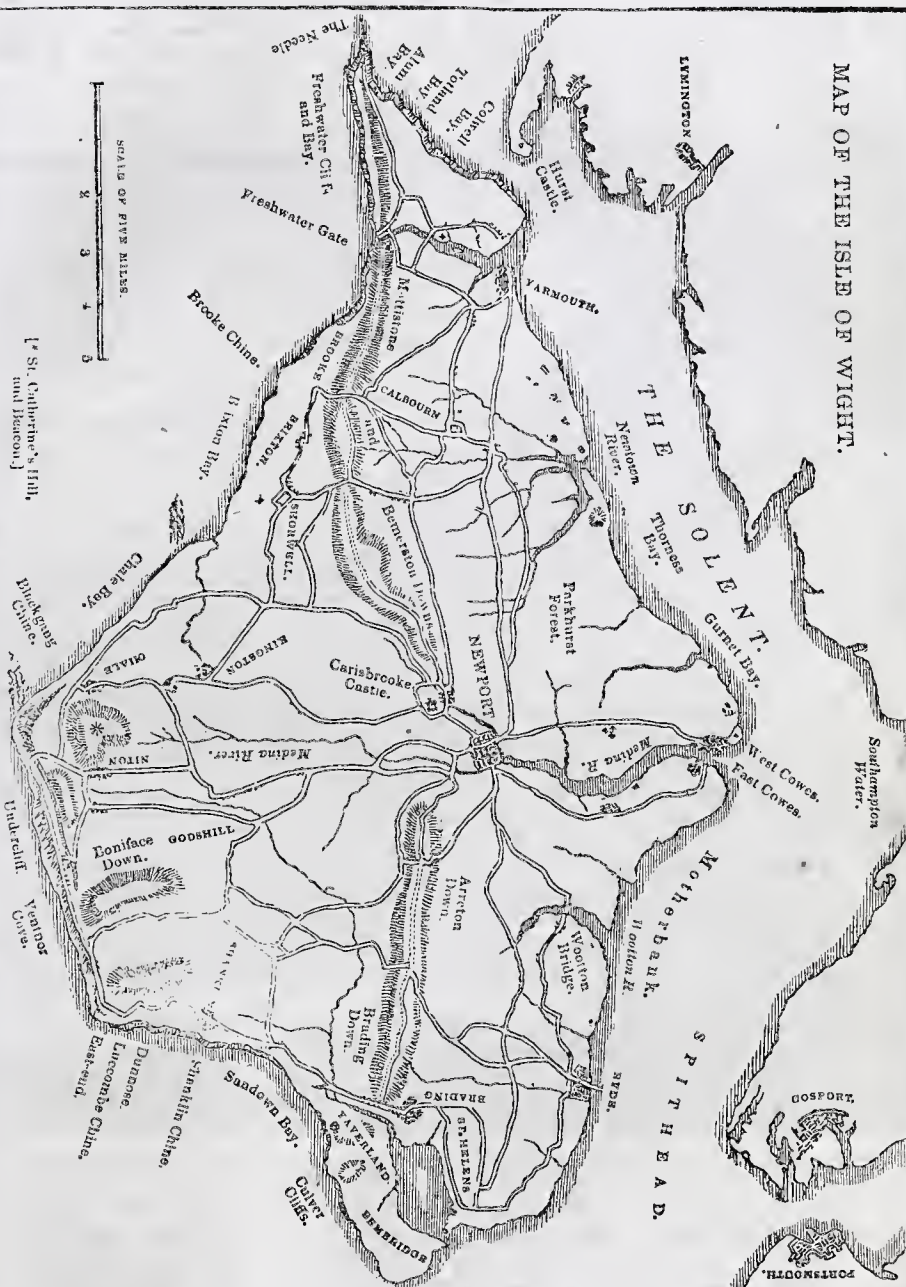 MAP OF THE ISLE OF WIGHT.
LYMINGTON
Hurst
Castle.
THE SOLENT.
Southampton
Water.
GOSPORT.
PORTSMOUTH.
SPITHEAD.
Motherbank.
The Needle
Alum
Bay.
Totland
Bay.
Colwell
Bay.
YARMOUTH.
Newtown
River.
Thorness
Bay.
Gurnet Bay.
West Cowes.
East Cowes.
Medina R.
Parkhurst
Forest.
Wootton R.
Wootton
Bridge.
RYDE.
Freshwater Cliff
and Bay.
Freshwater Gate
Mottistone
and
BROOKE
CALBOURN
NEWPORT
Carisbrooke
Castle.
Arreton
Down.
Brading
Down.
BRADING
ST. HELENS
YAVERLAND.
BEMBRIDGE
Culver
Cliffs.
Sandown Bay.
Brooke Chine.
BRIXTON.
Brixton Bay.
KINGSTON
Medina River.
GODSHILL
Boniface
Down.
CHALE
NITON
Chale Bay.
Blackgang
Chine.
Undercliff.
Ventnor
Cove.
Shanklin Chine.
Dunnose.
Luccombe Chine.
East-end.
SCALE OF FIVE MILES.
1 2 3 4 5
[* St. Catherine's Hill,
and Beacon.]